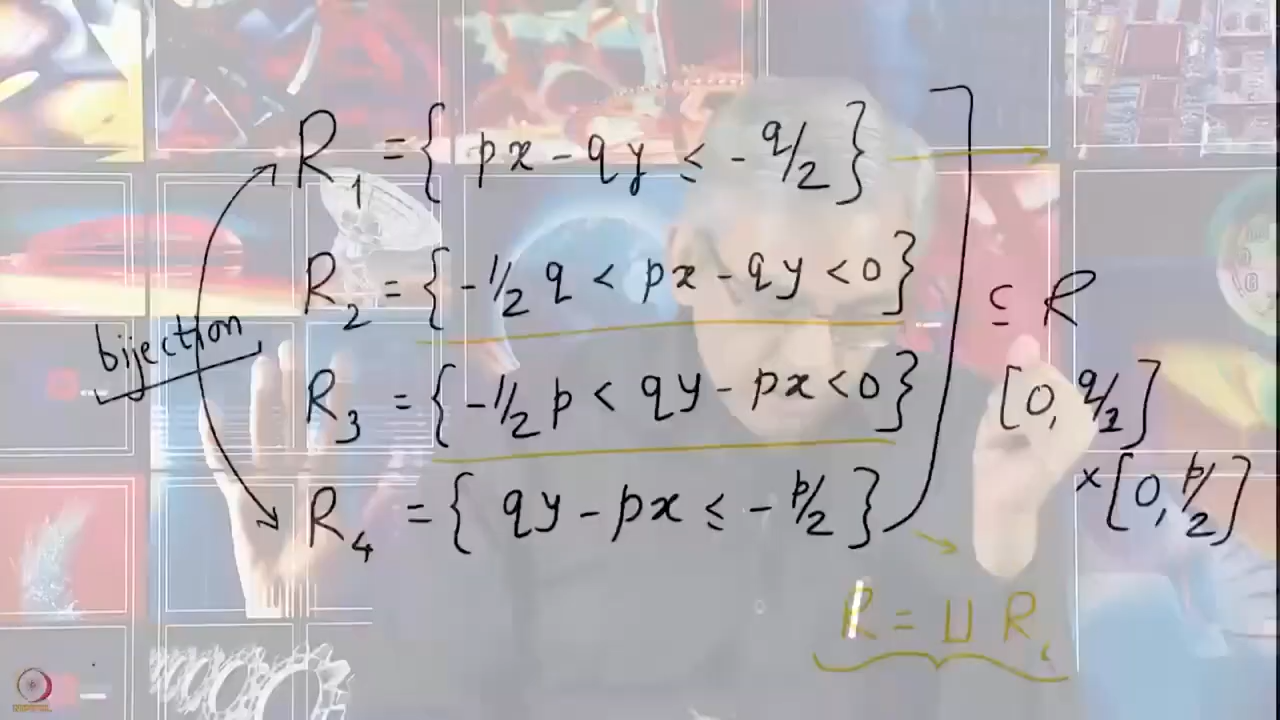 R₁ = { px - qy ≤ - q/2 }
R₂ = { -1/2 q < px - qy < 0 }
⊆ R
bijection
R₃ = { -1/2 p < qy - px < 0 }
[0, q/2]
× [0, p/2]
R₄ = { qy - px ≤ - p/2 }
R = ⊔ Rᵢ